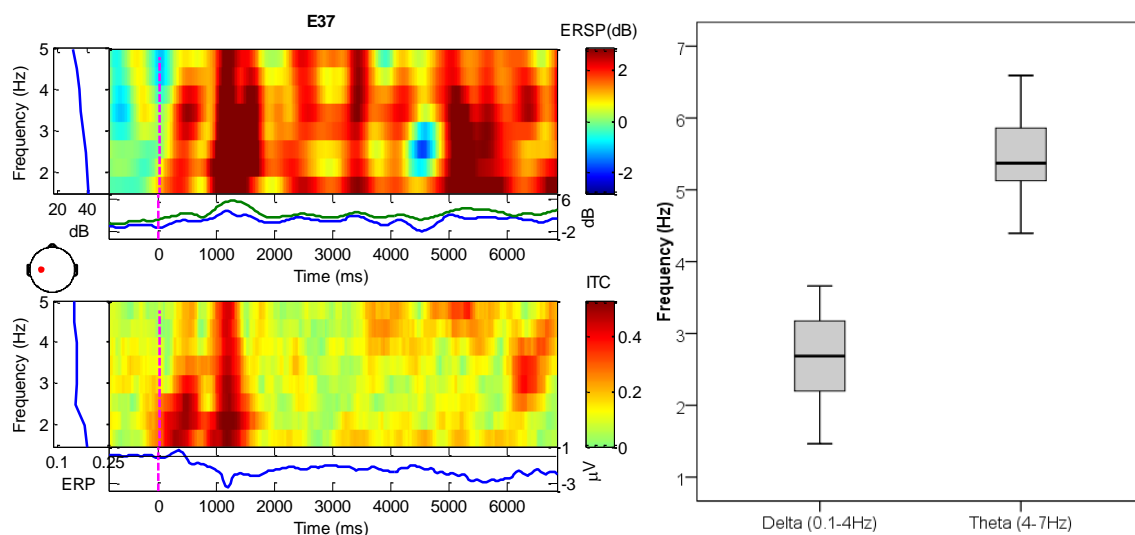 E37
ERSP(dB)
5
4
3
2
Frequency (Hz)
20 40
dB
2
0
-2
6
-2
dB
0 1000 2000 3000 4000 5000 6000
Time (ms)
ITC
5
4
3
2
Frequency (Hz)
0.1 0.25
ERP
0.4
0.2
0
1
-3
µV
0 1000 2000 3000 4000 5000 6000
Time (ms)
7
6
5
4
3
2
1
Frequency (Hz)
Delta (0.1-4Hz) Theta (4-7Hz)